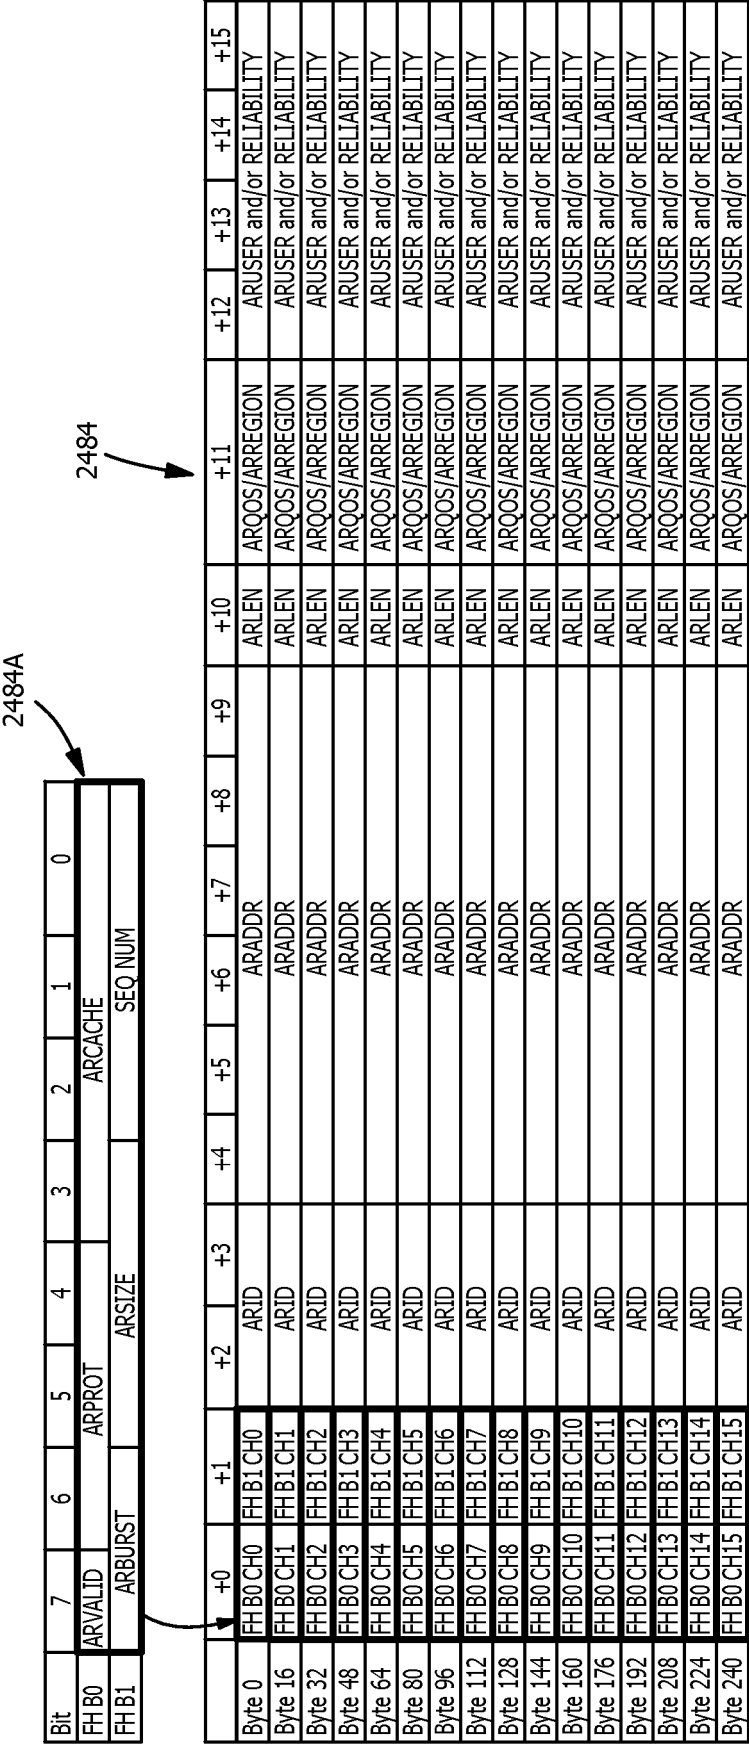 2484A
Bit 7 6 5 4 3 2 1 0
FH B0 ARVALID ARPROT ARCACHE
FH B1 ARBURST ARSIZE SEQ NUM
2484
+0 +1 +2 +3 +4 +5 +6 +7 +8 +9 +10 +11 +12 +13 +14 +15
Byte 0 FH B0 CH0 FH B1 CH0 ARID ARADDR ARLEN ARQOS/ARREGION ARUSER and/or RELIABILITY
Byte 16 FH B0 CH1 FH B1 CH1 ARID ARADDR ARLEN ARQOS/ARREGION ARUSER and/or RELIABILITY
Byte 32 FH B0 CH2 FH B1 CH2 ARID ARADDR ARLEN ARQOS/ARREGION ARUSER and/or RELIABILITY
Byte 48 FH B0 CH3 FH B1 CH3 ARID ARADDR ARLEN ARQOS/ARREGION ARUSER and/or RELIABILITY
Byte 64 FH B0 CH4 FH B1 CH4 ARID ARADDR ARLEN ARQOS/ARREGION ARUSER and/or RELIABILITY
Byte 80 FH B0 CH5 FH B1 CH5 ARID ARADDR ARLEN ARQOS/ARREGION ARUSER and/or RELIABILITY
Byte 96 FH B0 CH6 FH B1 CH6 ARID ARADDR ARLEN ARQOS/ARREGION ARUSER and/or RELIABILITY
Byte 112 FH B0 CH7 FH B1 CH7 ARID ARADDR ARLEN ARQOS/ARREGION ARUSER and/or RELIABILITY
Byte 128 FH B0 CH8 FH B1 CH8 ARID ARADDR ARLEN ARQOS/ARREGION ARUSER and/or RELIABILITY
Byte 144 FH B0 CH9 FH B1 CH9 ARID ARADDR ARLEN ARQOS/ARREGION ARUSER and/or RELIABILITY
Byte 160 FH B0 CH10 FH B1 CH10 ARID ARADDR ARLEN ARQOS/ARREGION ARUSER and/or RELIABILITY
Byte 176 FH B0 CH11 FH B1 CH11 ARID ARADDR ARLEN ARQOS/ARREGION ARUSER and/or RELIABILITY
Byte 192 FH B0 CH12 FH B1 CH12 ARID ARADDR ARLEN ARQOS/ARREGION ARUSER and/or RELIABILITY
Byte 208 FH B0 CH13 FH B1 CH13 ARID ARADDR ARLEN ARQOS/ARREGION ARUSER and/or RELIABILITY
Byte 224 FH B0 CH14 FH B1 CH14 ARID ARADDR ARLEN ARQOS/ARREGION ARUSER and/or RELIABILITY
Byte 240 FH B0 CH15 FH B1 CH15 ARID ARADDR ARLEN ARQOS/ARREGION ARUSER and/or RELIABILITY